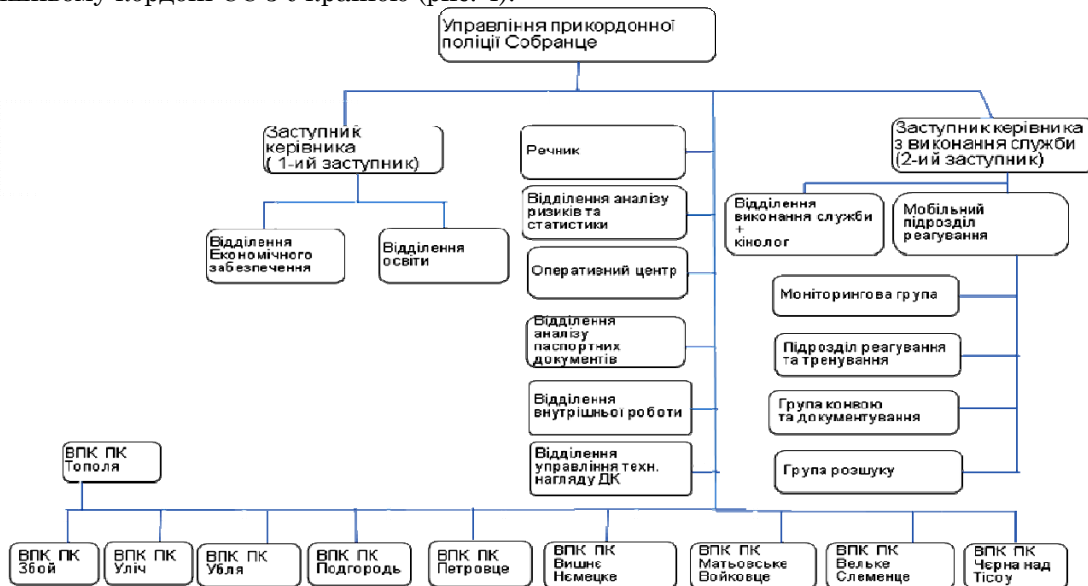 Управління прикордонної
поліції Собранце
Заступник
керівника
( 1-ий заступник)
Речник
Заступник керівника
з виконання служби
(2-ий заступник)
Відділення аналізу
ризиків та
статистики
Відділення
виконання служби
+
кінолог
Мобільний
підрозділ
реагування
Відділення
Економічного
забезпечення
Відділення
освіти
Оперативний центр
Моніторингова група
Відділення
аналізу
паспортних
документів
Підрозділ реагування
та тренування
Відділення
внутрішньої роботи
Група конвою
та документування
ВПК ПК
Тополя
Відділення
управління техн.
нагляду ДК
Група розшуку
ВПК ПК
Збой
ВПК ПК
Уліч
ВПК ПК
Убля
ВПК ПК
Подгородь
ВПК ПК
Петровце
ВПК ПК
Вишнє
Немецке
ВПК ПК
Матьовське
Войковце
ВПК ПК
Вельке
Слеменце
ВПК ПК
Чєрна над
Тісоу